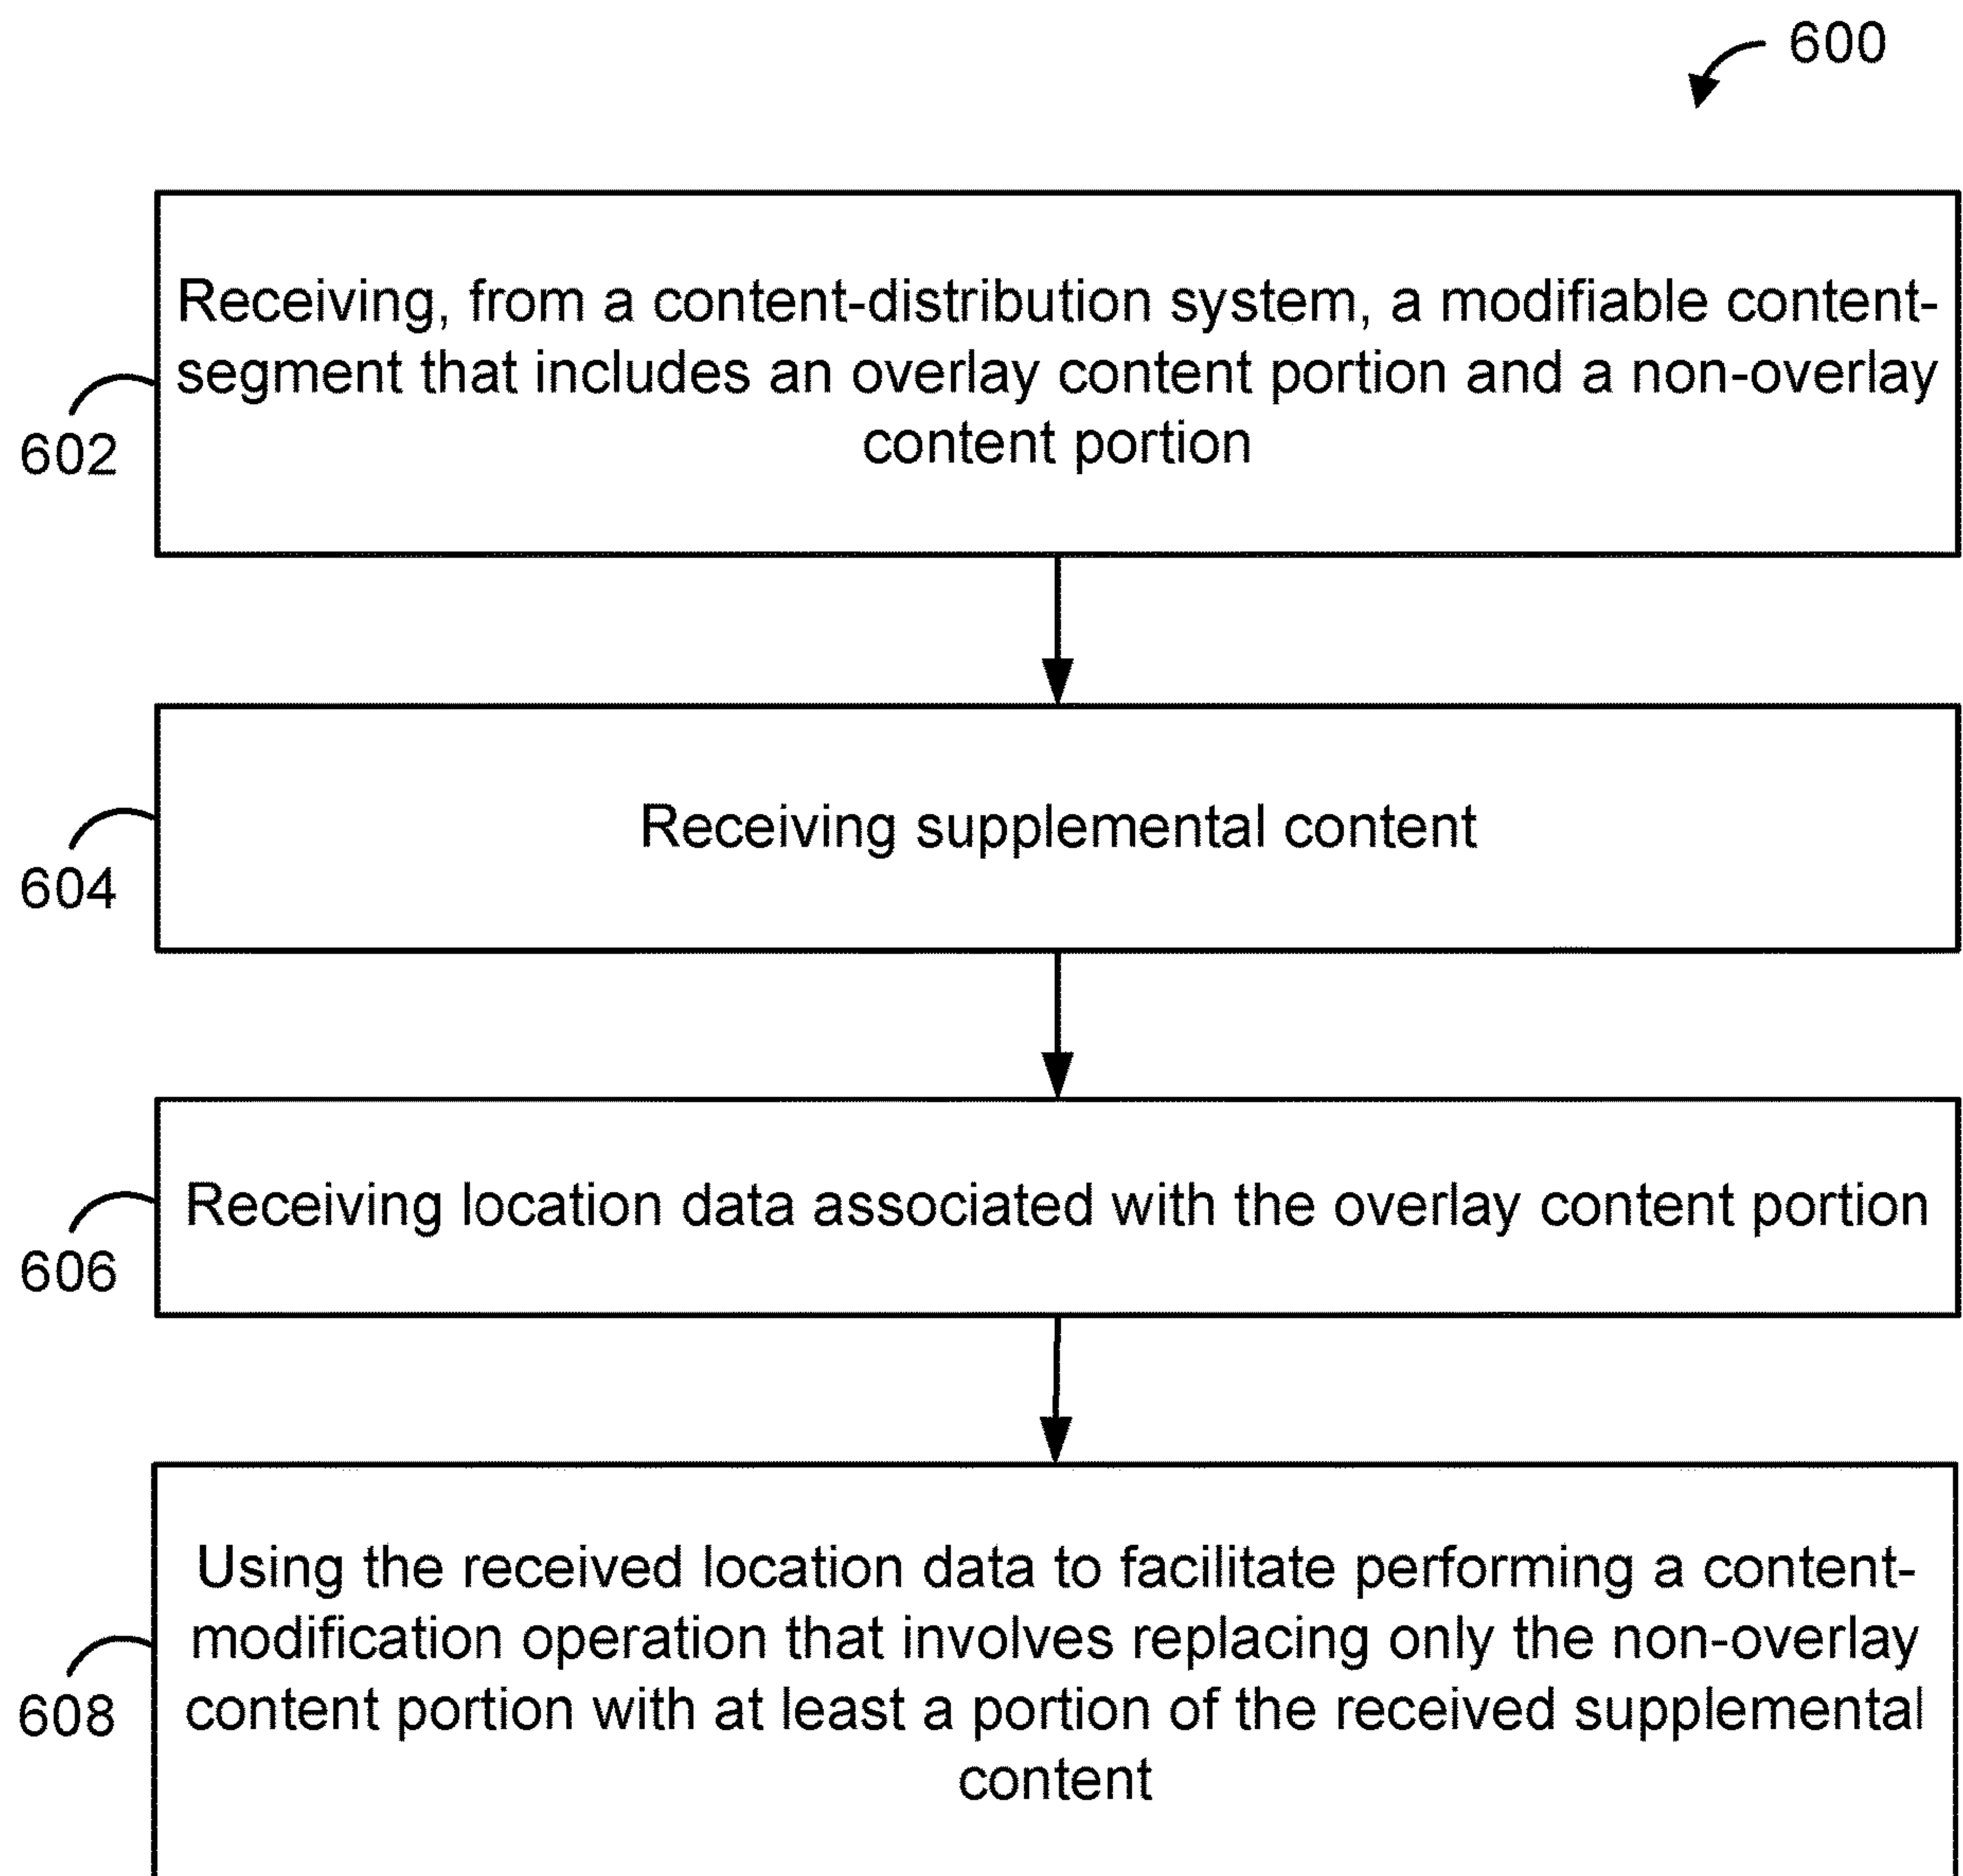 600
Receiving, from a content-distribution system, a modifiable content-
segment that includes an overlay content portion and a non-overlay
content portion
602
Receiving supplemental content
604
Receiving location data associated with the overlay content portion
606
Using the received location data to facilitate performing a content-
modification operation that involves replacing only the non-overlay
content portion with at least a portion of the received supplemental
content
608